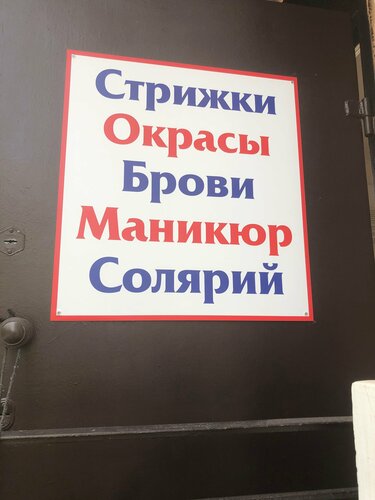 Стрижки
Окрасы
Брови
Маникюр
Солярий